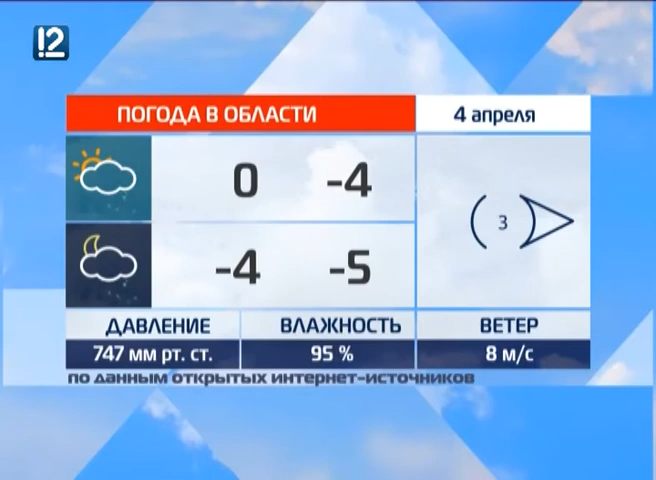 12
ПОГОДА В ОБЛАСТИ
4 апреля
0 -4
-4 -5
З
ДАВЛЕНИЕ ВЛАЖНОСТЬ ВЕТЕР
747 мм рт. ст. 95 % 8 м/с
по данным открытых интернет-источников